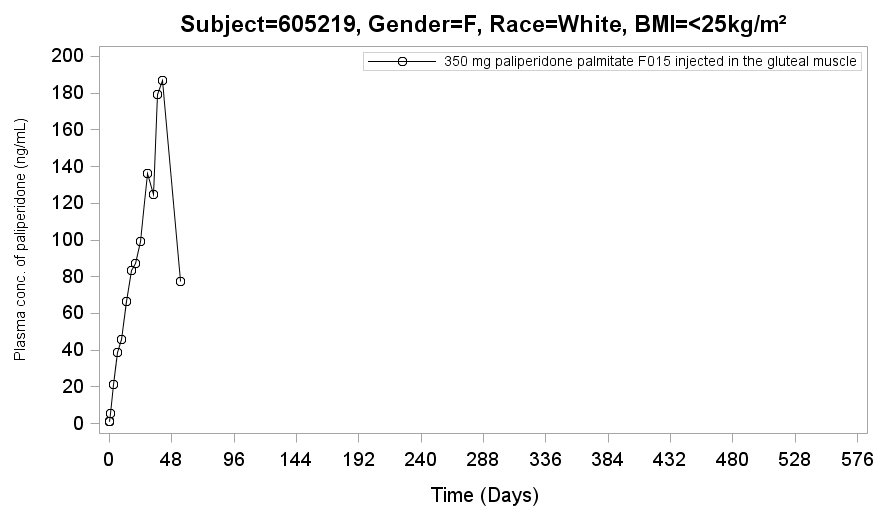 Subject=605219, Gender=F, Race=White, BMI=<25kg/m²
350 mg paliperidone palmitate F015 injected in the gluteal muscle
Plasma conc. of paliperidone (ng/mL)
200
180
160
140
120
100
80
60
40
20
0
0 48 96 144 192 240 288 336 384 432 480 528 576
Time (Days)